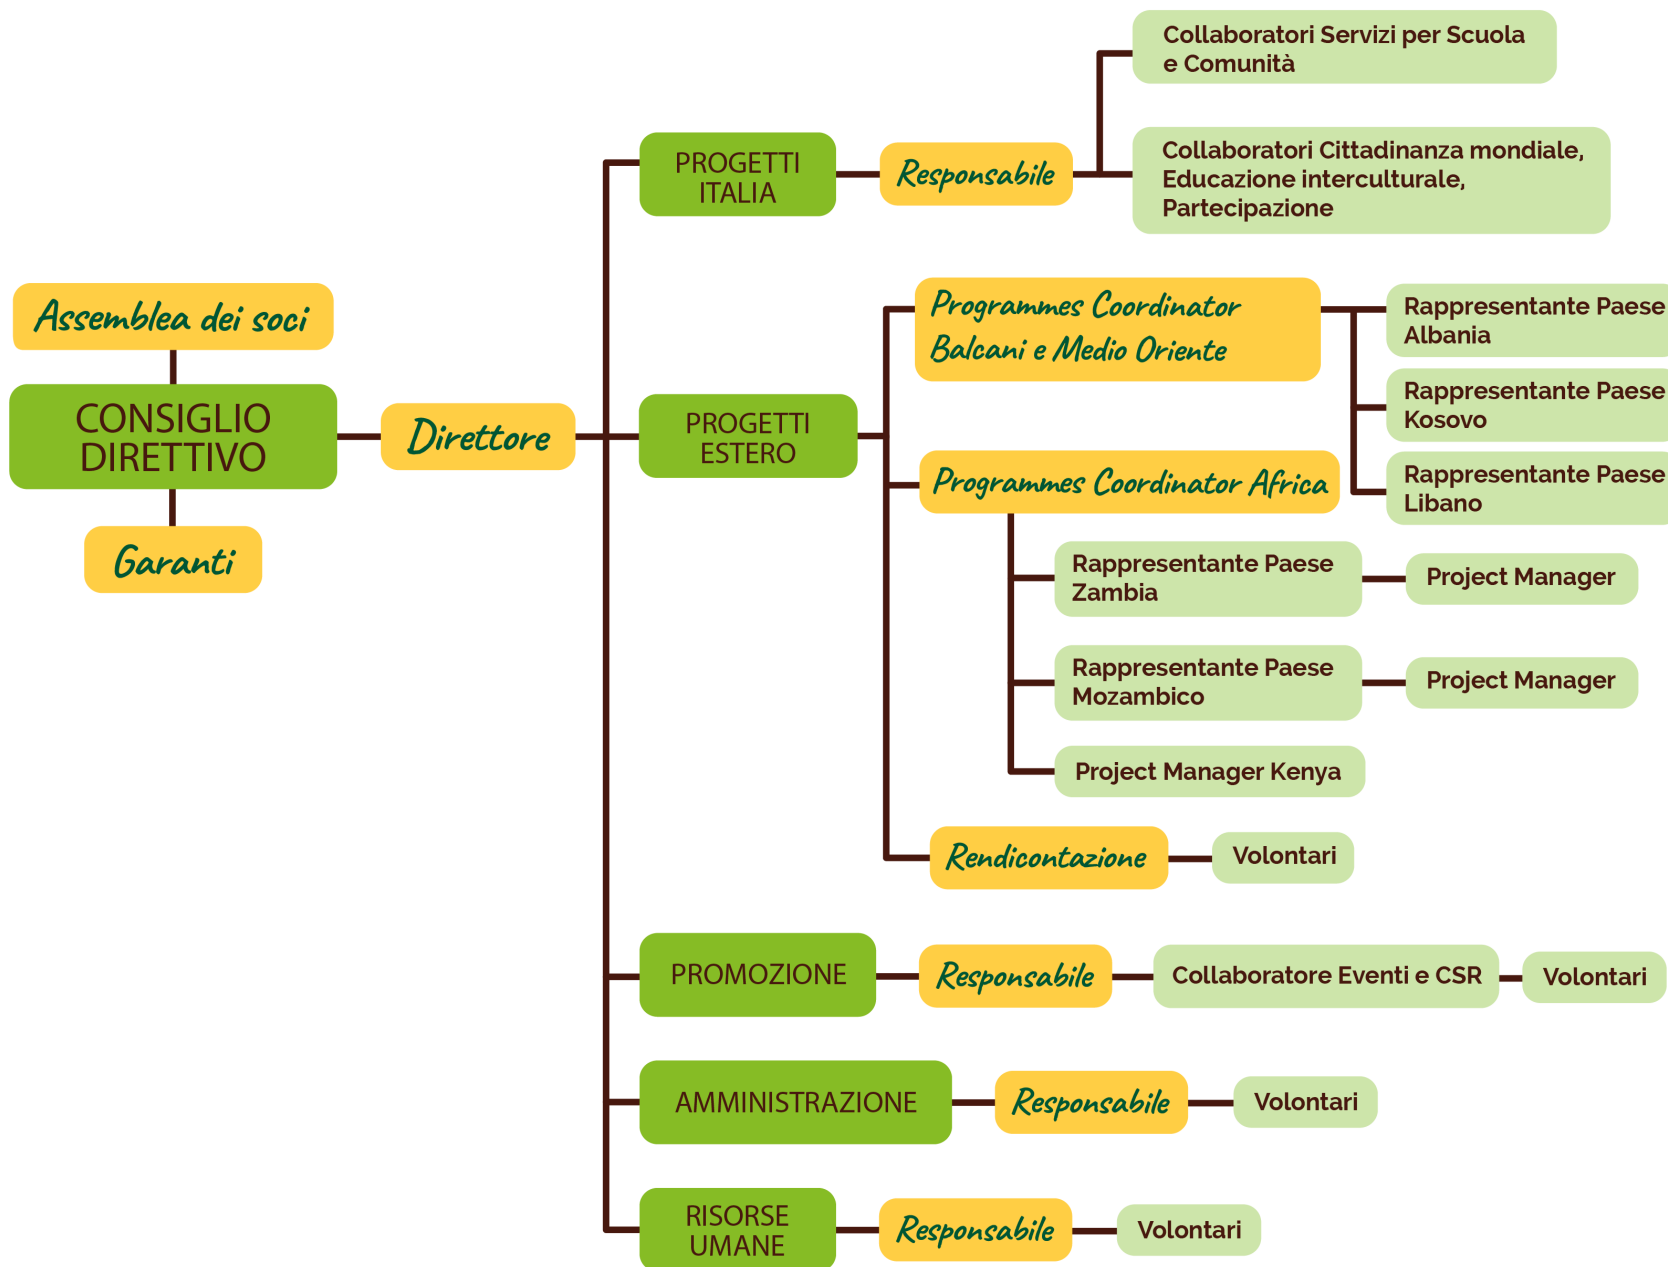 Assemblea dei soci
CONSIGLIO
DIRETTIVO
Garanti
Direttore
PROGETTI
ITALIA
Responsabile
Collaboratori Servizi per Scuola
e Comunità
Collaboratori Cittadinanza mondiale,
Educazione interculturale,
Partecipazione
PROGETTI
ESTERO
Programmes Coordinator
Balcani e Medio Oriente
Rappresentante Paese
Albania
Rappresentante Paese
Kosovo
Rappresentante Paese
Libano
Programmes Coordinator Africa
Rappresentante Paese
Zambia
Project Manager
Rappresentante Paese
Mozambico
Project Manager
Project Manager Kenya
Rendicontazione
Volontari
PROMOZIONE
Responsabile
Collaboratore Eventi e CSR
Volontari
AMMINISTRAZIONE
Responsabile
Volontari
RISORSE
UMANE
Responsabile
Volontari